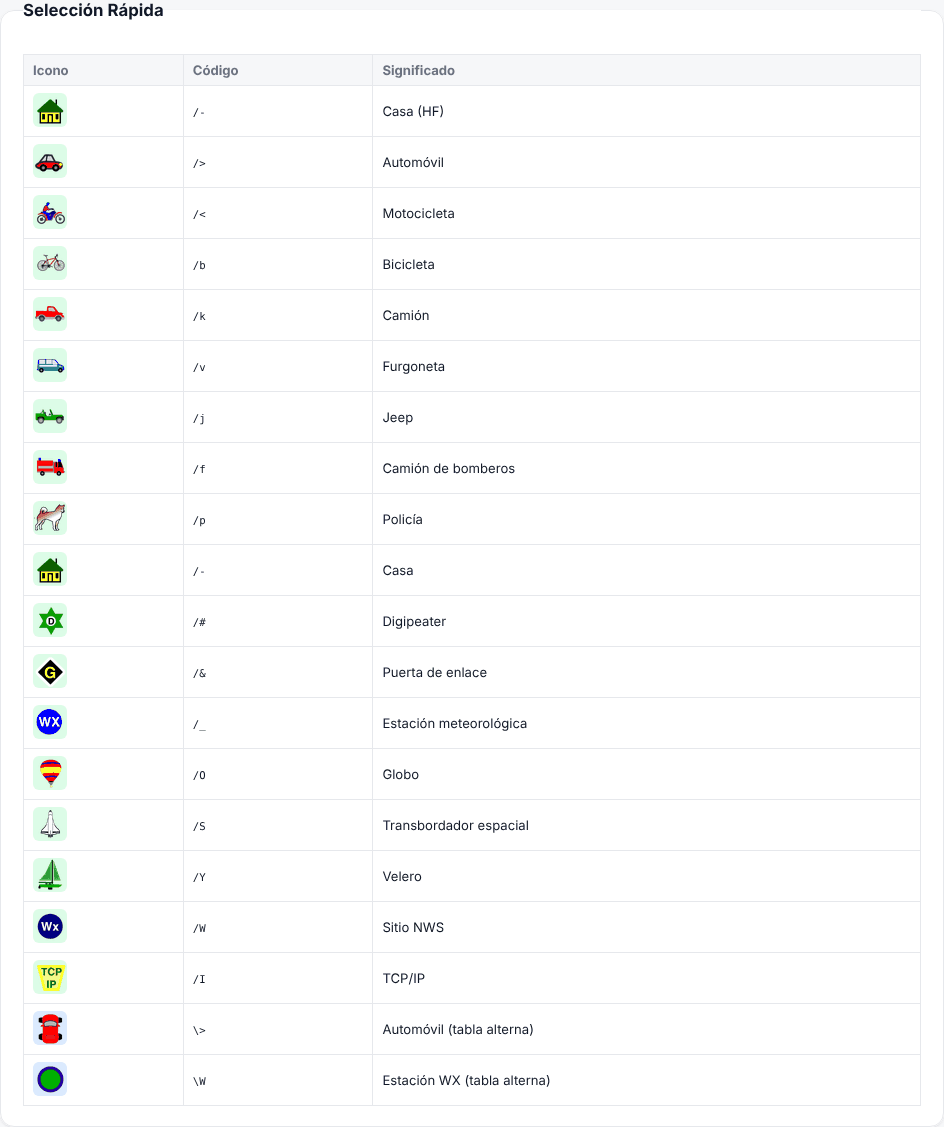 Selección Rápida
Icono Código Significado
/- Casa (HF)
/> Automóvil
/< Motocicleta
/b Bicicleta
/k Camión
/v Furgoneta
/j Jeep
/f Camión de bomberos
/p Policía
/- Casa
D /# Digipeater
G /& Puerta de enlace
WX /_ Estación meteorológica
/O Globo
/S Transbordador espacial
/Y Velero
Wx /W Sitio NWS
TCP
IP /I TCP/IP
\> Automóvil (tabla alterna)
\W Estación WX (tabla alterna)